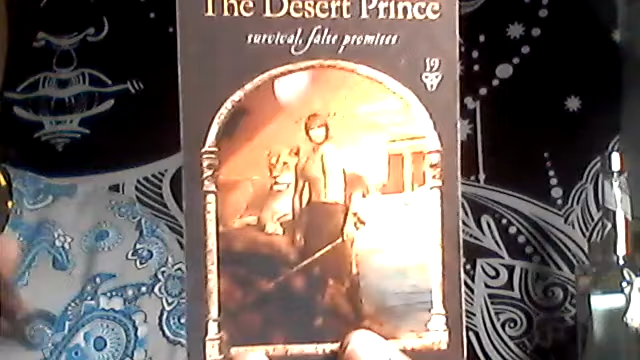 The Desert Prince
survival, false promises
19